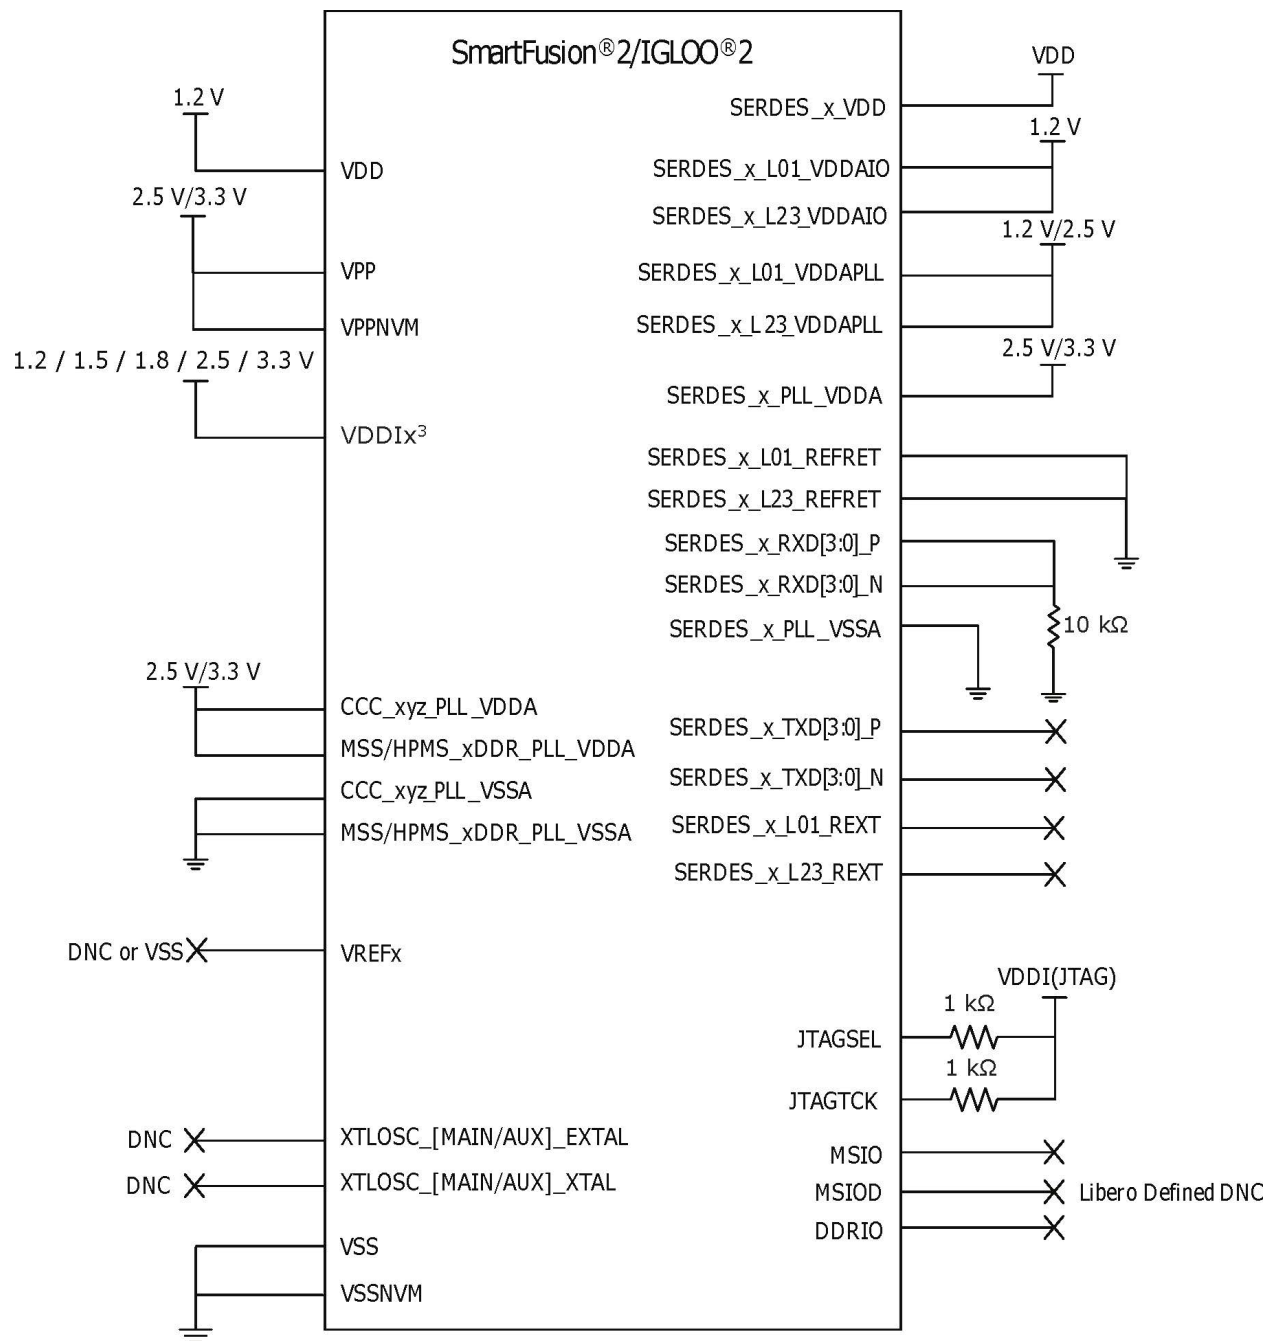 SmartFusion®2/IGLOO®2
1.2 V
VDD
2.5 V/3.3 V
VPP
VPPNVM
1.2 / 1.5 / 1.8 / 2.5 / 3.3 V
VDDIx³
2.5 V/3.3 V
CCC_xyz_PLL_VDDA
MSS/HPMS_xDDR_PLL_VDDA
CCC_xyz_PLL_VSSA
MSS/HPMS_xDDR_PLL_VSSA
DNC or VSS
VREFx
DNC
XTLOSC_[MAIN/AUX]_EXTAL
DNC
XTLOSC_[MAIN/AUX]_XTAL
VSS
VSSNVM
VDD
SERDES_x_VDD
1.2 V
SERDES_x_L01_VDDAIO
SERDES_x_L23_VDDAIO
1.2 V/2.5 V
SERDES_x_L01_VDDAPLL
SERDES_x_L23_VDDAPLL
2.5 V/3.3 V
SERDES_x_PLL_VDDA
SERDES_x_L01_REFRET
SERDES_x_L23_REFRET
SERDES_x_RXD[3:0]_P
SERDES_x_RXD[3:0]_N
SERDES_x_PLL_VSSA
10 kΩ
SERDES_x_TXD[3:0]_P
SERDES_x_TXD[3:0]_N
SERDES_x_L01_REXT
SERDES_x_L23_REXT
VDDI(JTAG)
1 kΩ
JTAGSEL
1 kΩ
JTAGTCK
MSIO
MSIOD
Libero Defined DNC
DDRIO